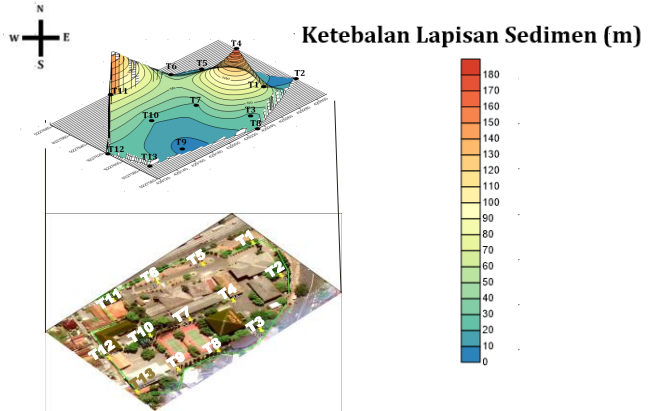 N
W E
S
Ketebalan Lapisan Sedimen (m)
T4
T6 T5
T2
T1
T11
T7
T10 T3
T8
T9
T12 T13
180
170
160
150
140
130
120
110
100
90
80
70
60
50
40
30
20
10
0
T1
T5
T6 T2
T4
T11
T7
T10 T3
T12 T8
T9
T13